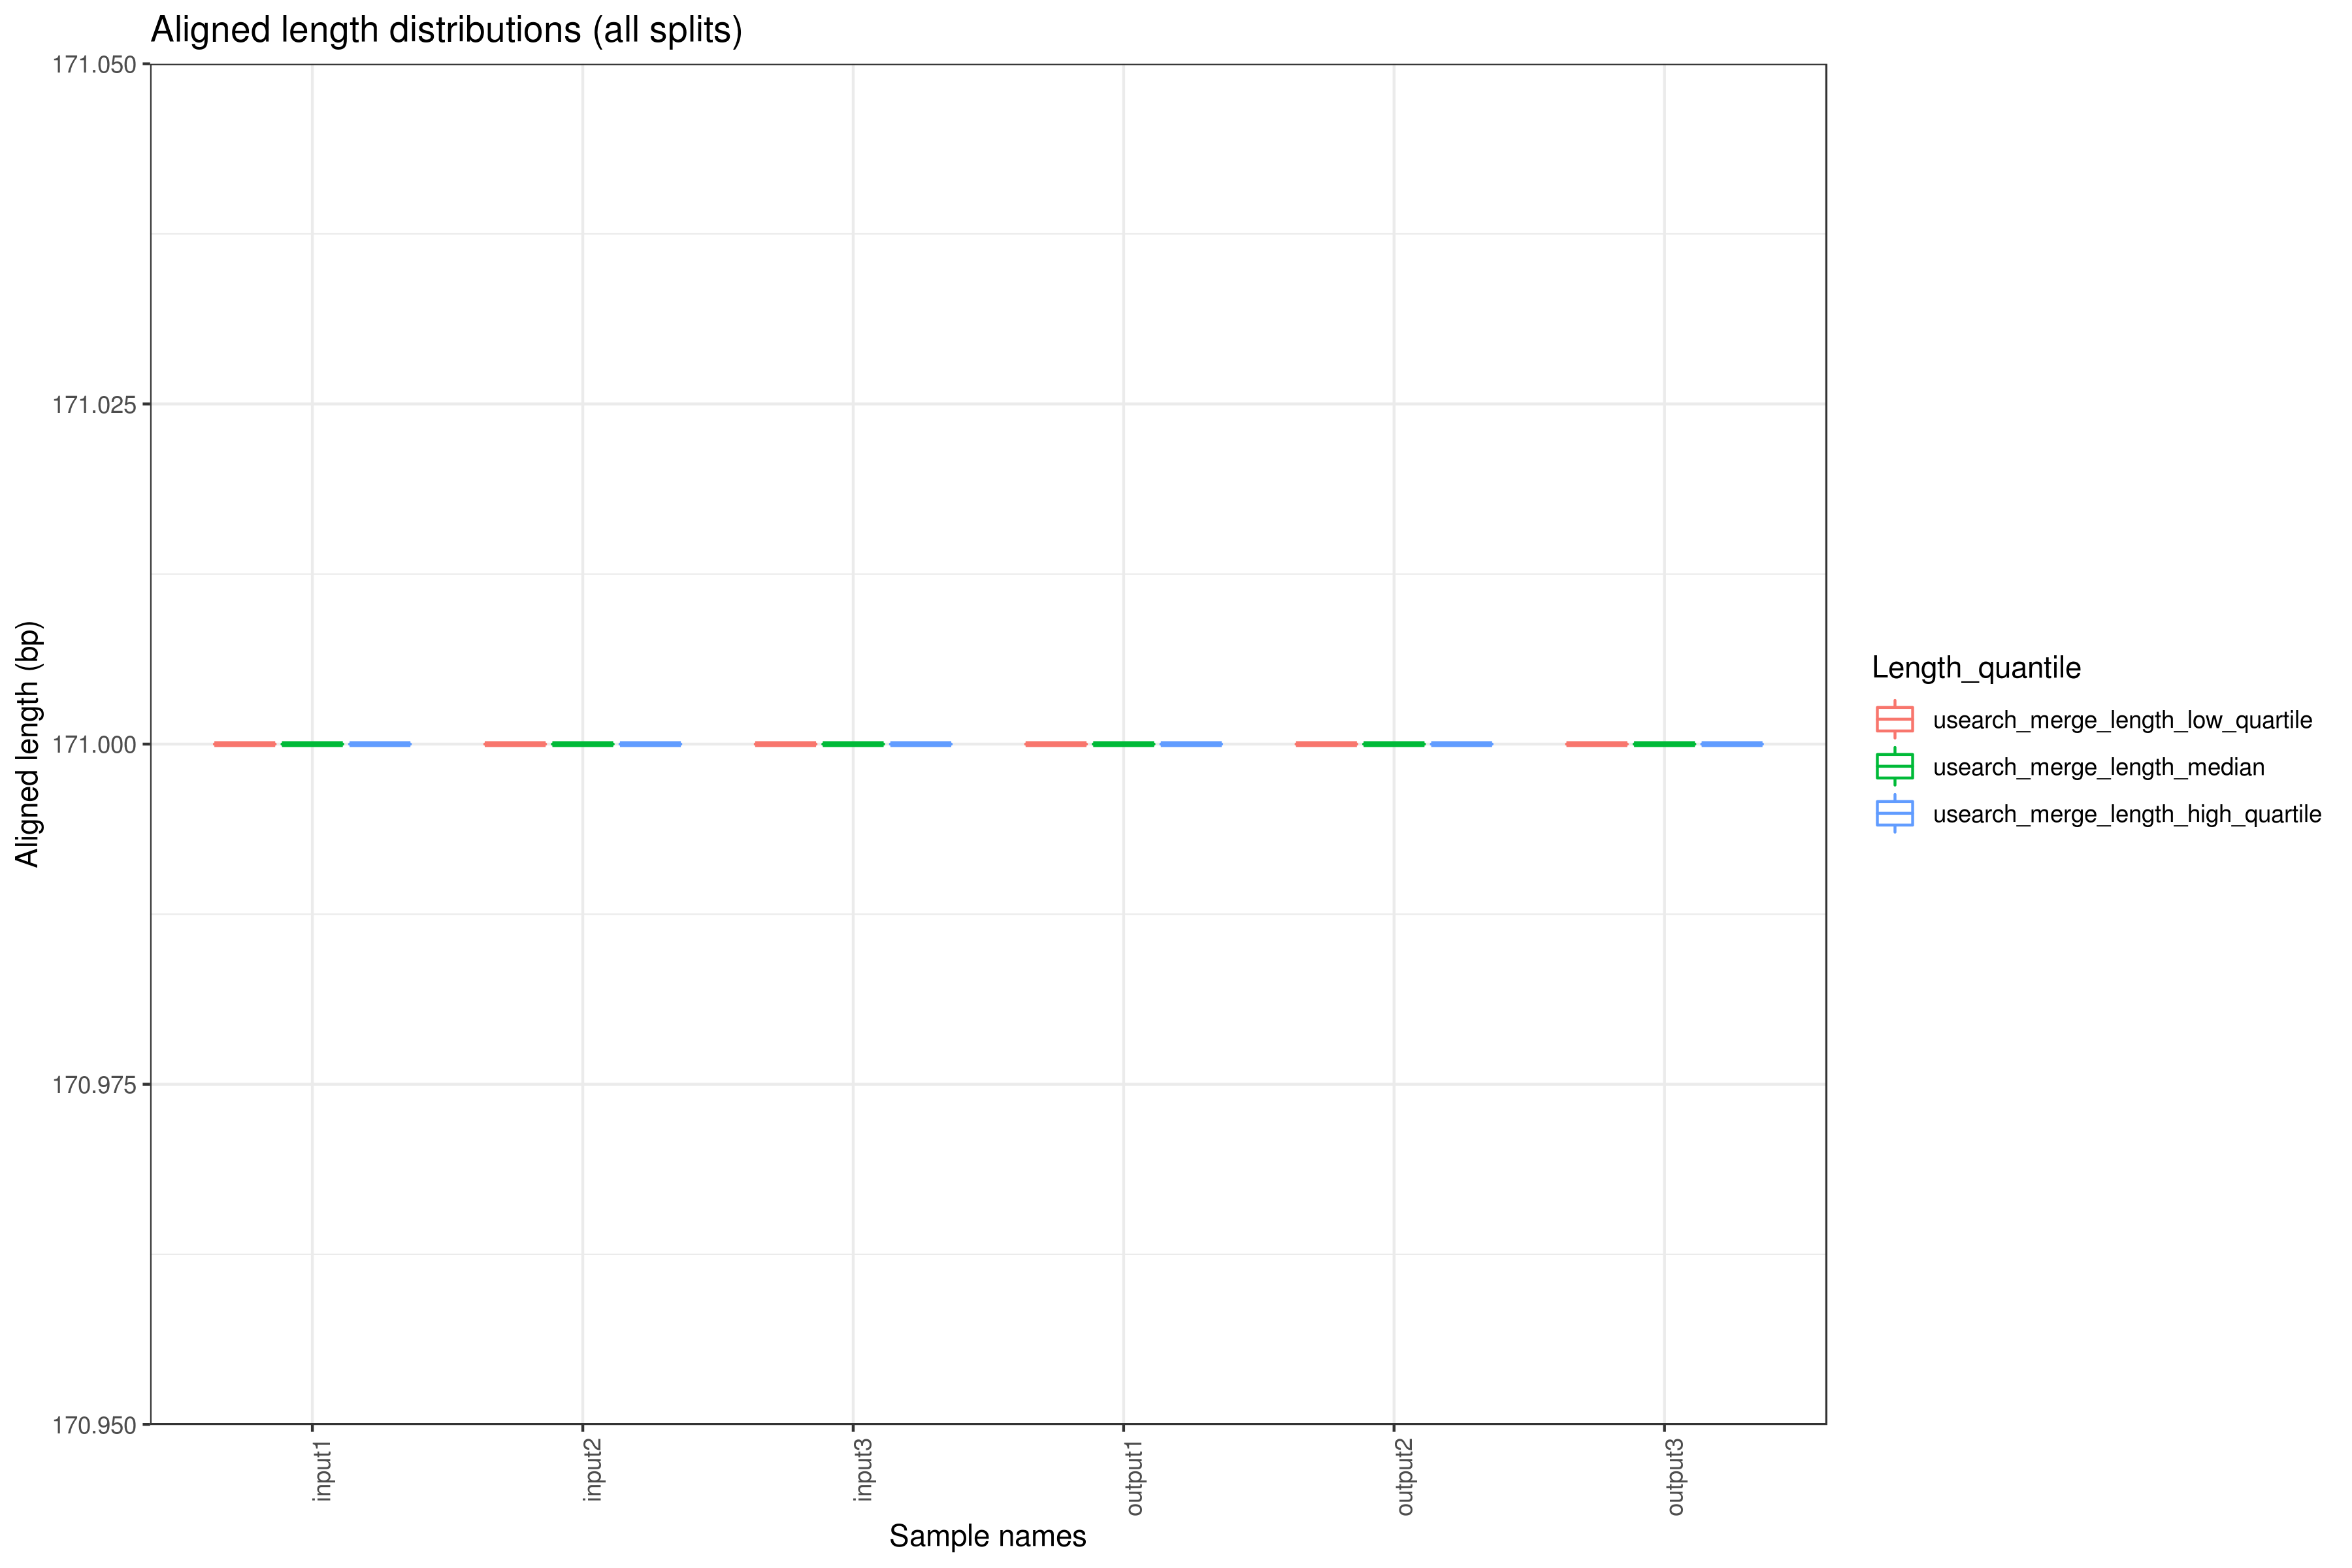 Aligned length distributions (all splits)
171.050
171.025
171.000
170.975
170.950
Aligned length (bp)
input1
input2
input3
output1
output2
output3
Sample names
Length_quantile
usearch_merge_length_low_quartile
usearch_merge_length_median
usearch_merge_length_high_quartile